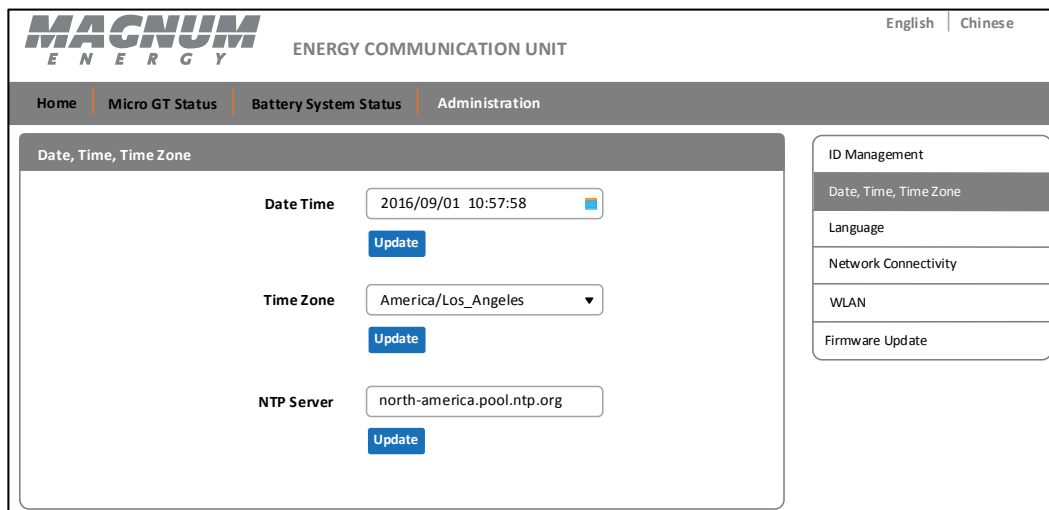 MAGNUM
ENERGY
ENERGY COMMUNICATION UNIT
English | Chinese
Home | Micro GT Status | Battery System Status | Administration
Date, Time, Time Zone
Date Time 2016/09/01 10:57:58
Update
Time Zone America/Los_Angeles
Update
NTP Server north-america.pool.ntp.org
Update
ID Management
Date, Time, Time Zone
Language
Network Connectivity
WLAN
Firmware Update